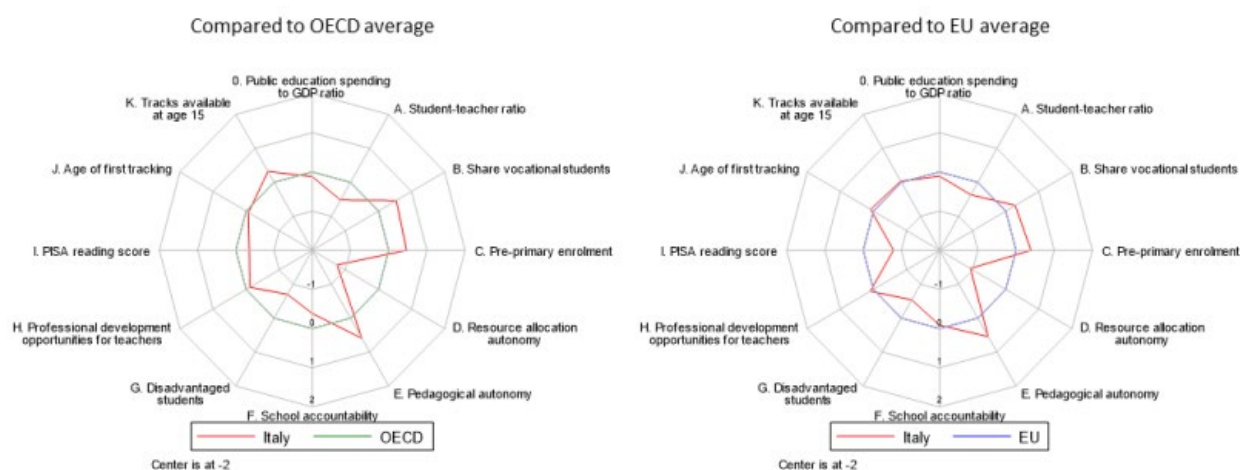 Compared to OECD average
0. Public education spending
to GDP ratio
K. Tracks available
at age 15
A. Student-teacher ratio
J. Age of first tracking
B. Share vocational students
I. PISA reading score
C. Pre-primary enrolment
-1
H. Professional development
opportunities for teachers
0
D. Resource allocation
autonomy
1
G. Disadvantaged
students
E. Pedagogical autonomy
2
F. School accountability
Italy
OECD
Center is at -2
Compared to EU average
0. Public education spending
to GDP ratio
K. Tracks available
at age 15
A. Student-teacher ratio
J. Age of first tracking
B. Share vocational students
I. PISA reading score
C. Pre-primary enrolment
-1
H. Professional development
opportunities for teachers
0
D. Resource allocation
autonomy
1
G. Disadvantaged
students
E. Pedagogical autonomy
2
F. School accountability
Italy
EU
Center is at -2